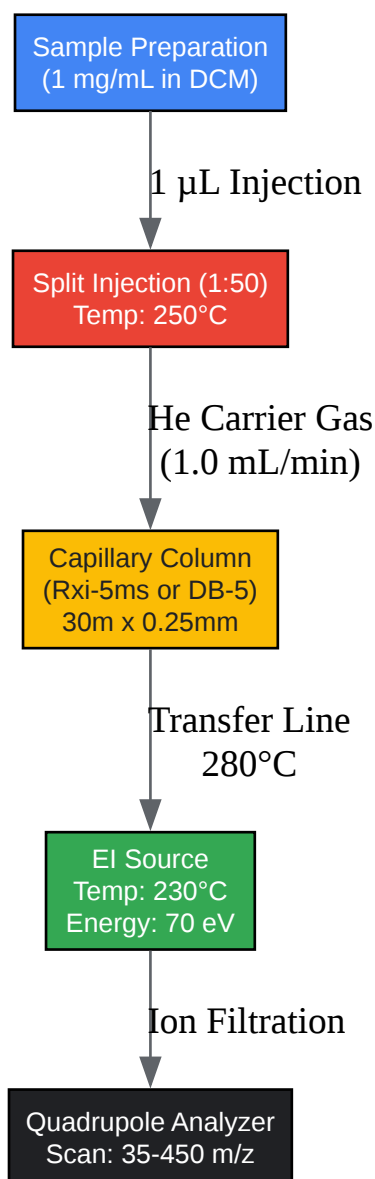 Sample Preparation
(1 mg/mL in DCM)
1 µL Injection
Split Injection (1:50)
Temp: 250°C
He Carrier Gas
(1.0 mL/min)
Capillary Column
(Rxi-5ms or DB-5)
30m x 0.25mm
Transfer Line
280°C
EI Source
Temp: 230°C
Energy: 70 eV
Ion Filtration
Quadrupole Analyzer
Scan: 35-450 m/z